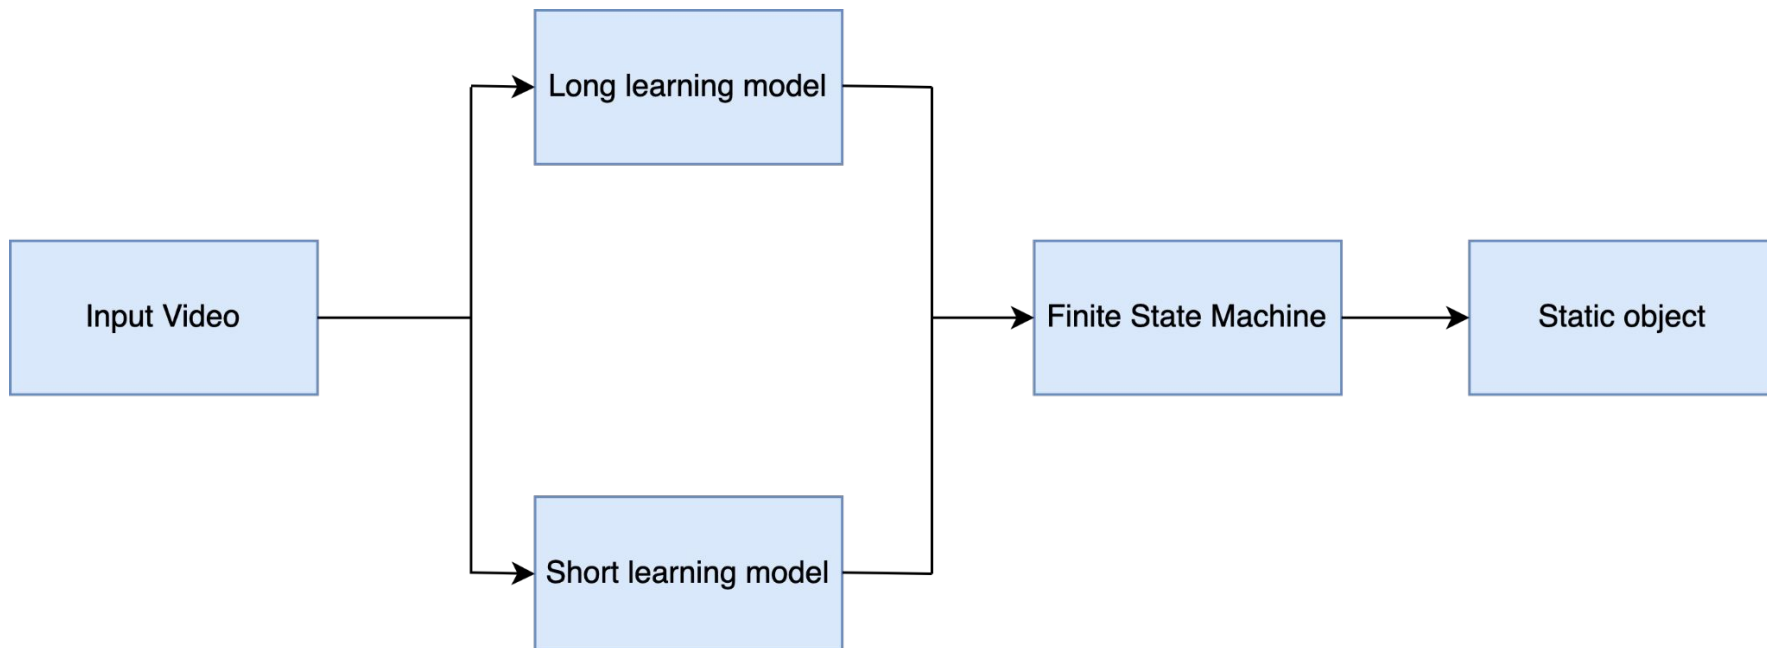 Long learning model
Input Video
Finite State Machine
Static object
Short learning model